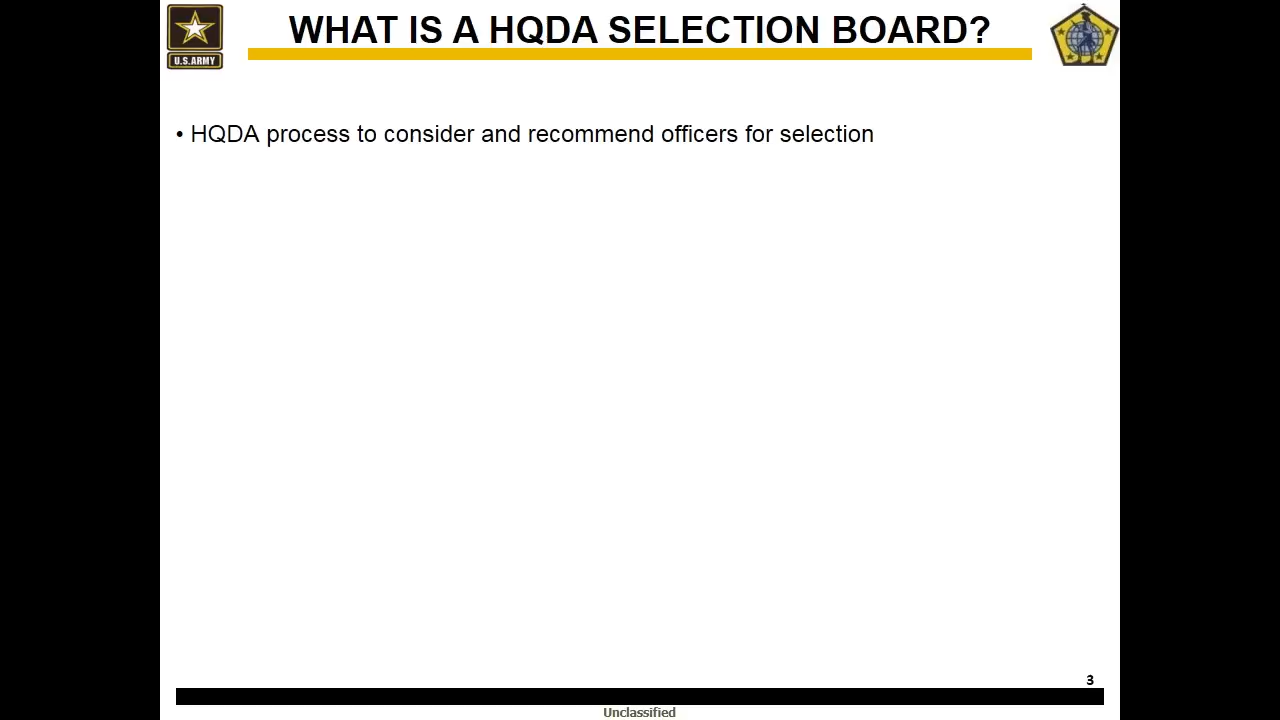 WHAT IS A HQDA SELECTION BOARD?
U.S.ARMY
• HQDA process to consider and recommend officers for selection
3
Unclassified